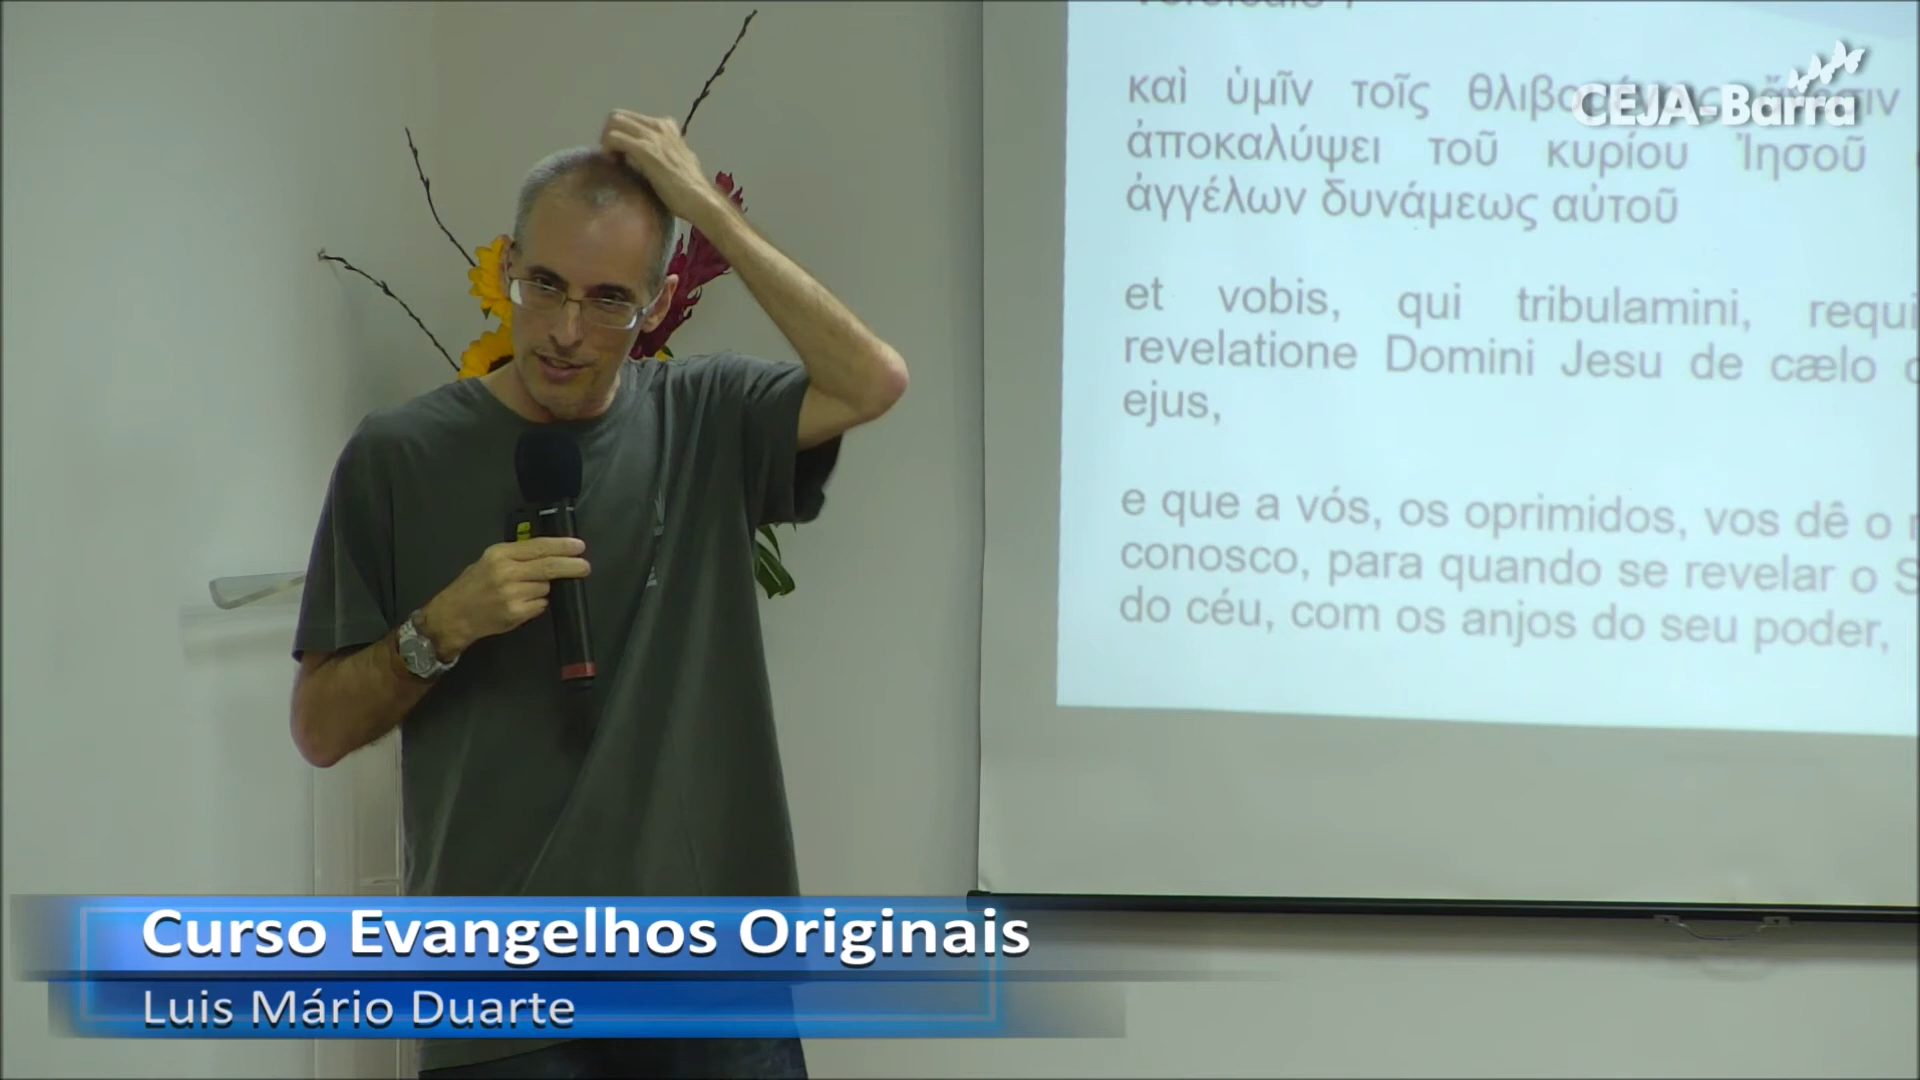 CEJA-Barra
καὶ ὑμῖν τοῖς
ἀποκαλύψει τοῦ κυρίου Ἰησοῦ
ἀγγέλων δυνάμεως αὐτοῦ
et vobis, qui tribulamini,
revelatione Domini Jesu de cælo
ejus,
e que a vós, os oprimidos, vos dê o
conosco, para quando se revelar o
do céu, com os anjos do seu poder,
Curso Evangelhos Originais
Luis Mário Duarte